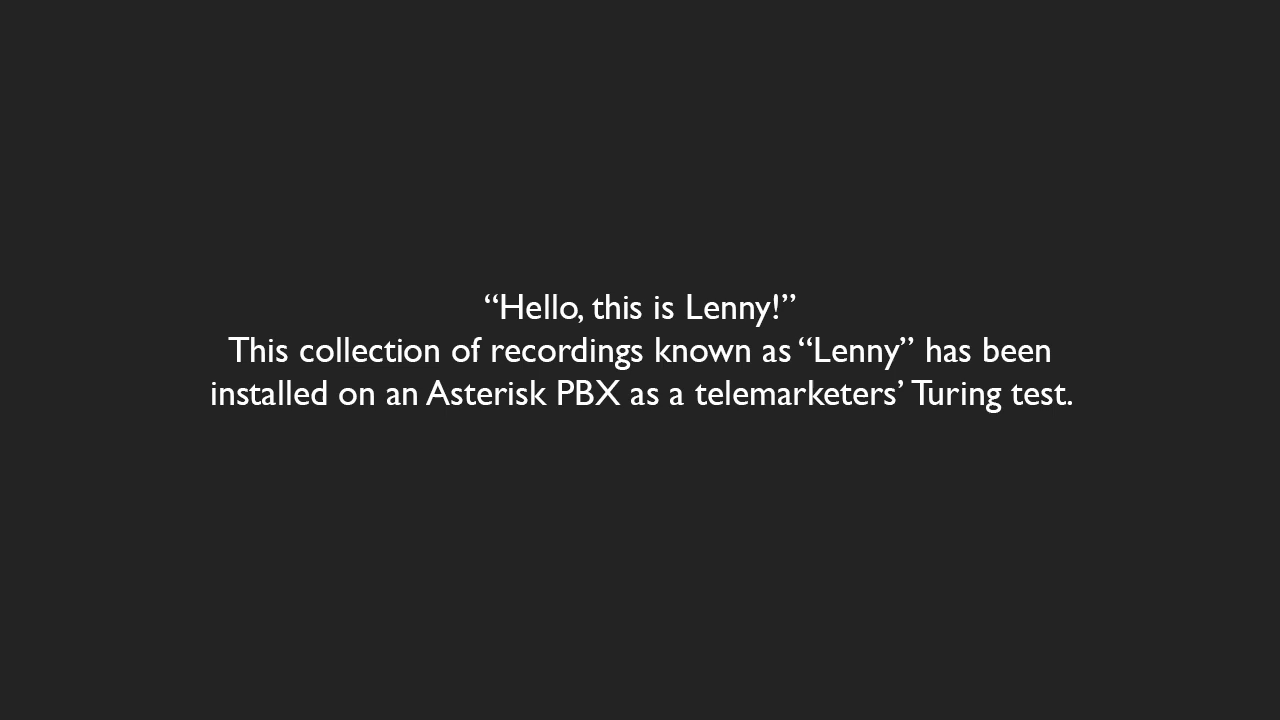 “Hello, this is Lenny!”
This collection of recordings known as “Lenny” has been
installed on an Asterisk PBX as a telemarketers’ Turing test.